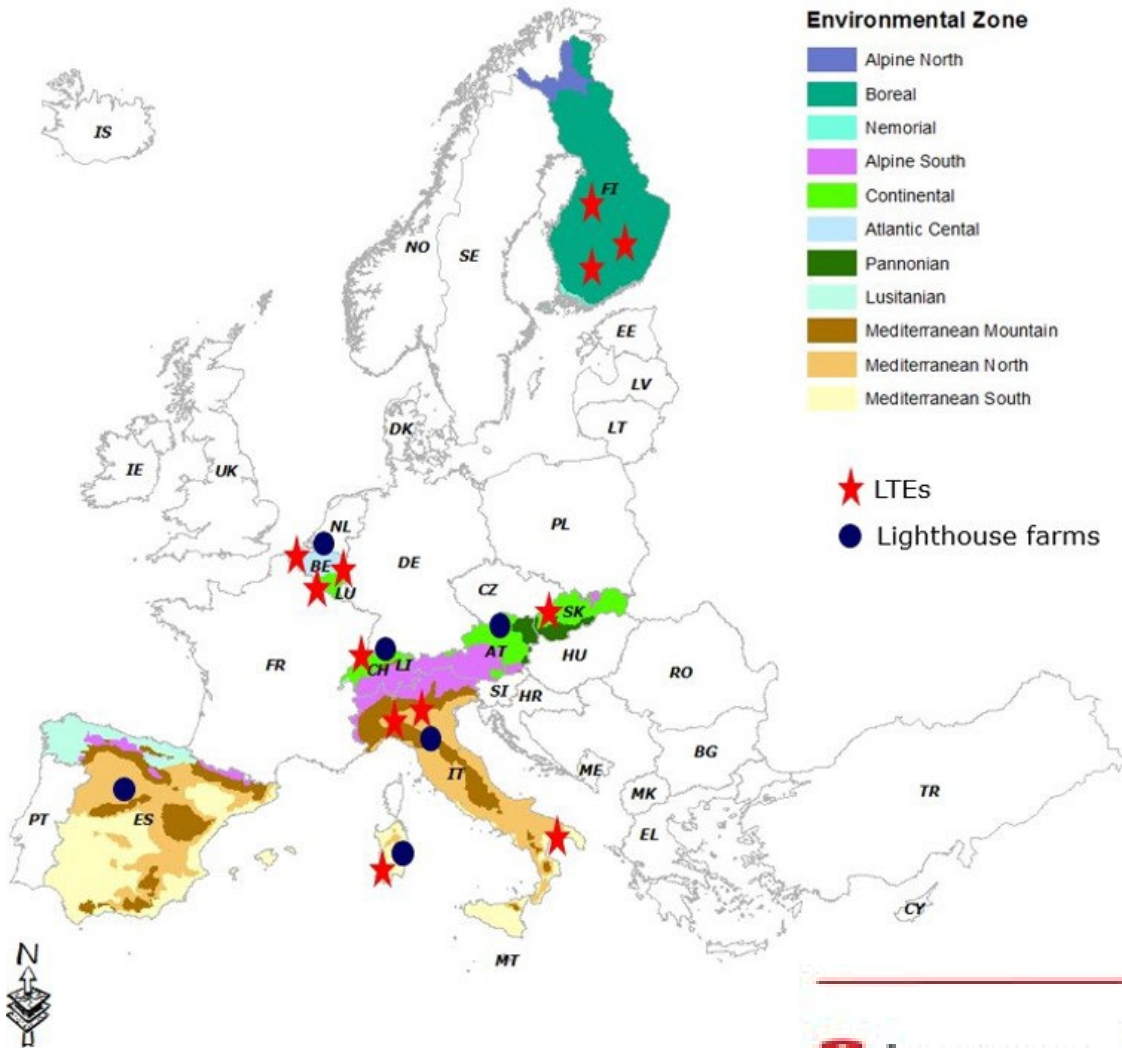 Environmental Zone
Alpine North
Boreal
Nemorial
Alpine South
Continental
Atlantic Cental
Pannonian
Lusitanian
Mediterranean Mountain
Mediterranean North
Mediterranean South
LTEs
Lighthouse farms
IS
FI
NO
SE
EE
LV
LT
DK
IE
UK
NL
PL
BE
DE
LU
CZ
SK
AT
HU
FR
CH
LI
SI
HR
RO
BG
ME
IT
MK
TR
PT
ES
EL
CY
MT
N